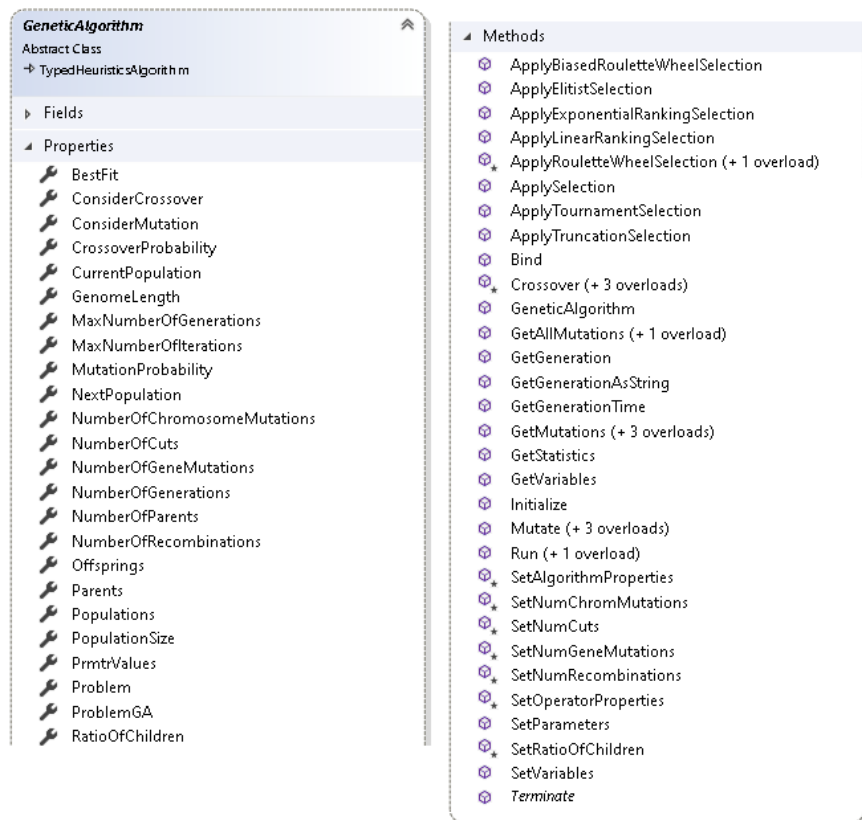 GeneticAlgorithm
Abstract Class
TypedHeuristicsAlgorithm
Fields
Properties
BestFit
ConsiderCrossover
ConsiderMutation
CrossoverProbability
CurrentPopulation
GenomeLength
MaxNumberOfGenerations
MaxNumberOfIterations
MutationProbability
NextPopulation
NumberOfChromosomeMutations
NumberOfCuts
NumberOfGeneMutations
NumberOfGenerations
NumberOfParents
NumberOfRecombinations
Offsprings
Parents
Populations
PopulationSize
PrmtrValues
Problem
ProblemGA
RatioOfChildren
Methods
ApplyBiasedRouletteWheelSelection
ApplyElitistSelection
ApplyExponentialRankingSelection
ApplyLinearRankingSelection
ApplyRouletteWheelSelection (+ 1 overload)
ApplySelection
ApplyTournamentSelection
ApplyTruncationSelection
Bind
Crossover (+ 3 overloads)
GeneticAlgorithm
GetAllMutations (+ 1 overload)
GetGeneration
GetGenerationAsString
GetGenerationTime
GetMutations (+ 3 overloads)
GetStatistics
GetVariables
Initialize
Mutate (+ 3 overloads)
Run (+ 1 overload)
SetAlgorithmProperties
SetNumChromMutations
SetNumCuts
SetNumGeneMutations
SetNumRecombinations
SetOperatorProperties
SetParameters
SetRatioOfChildren
SetVariables
Terminate